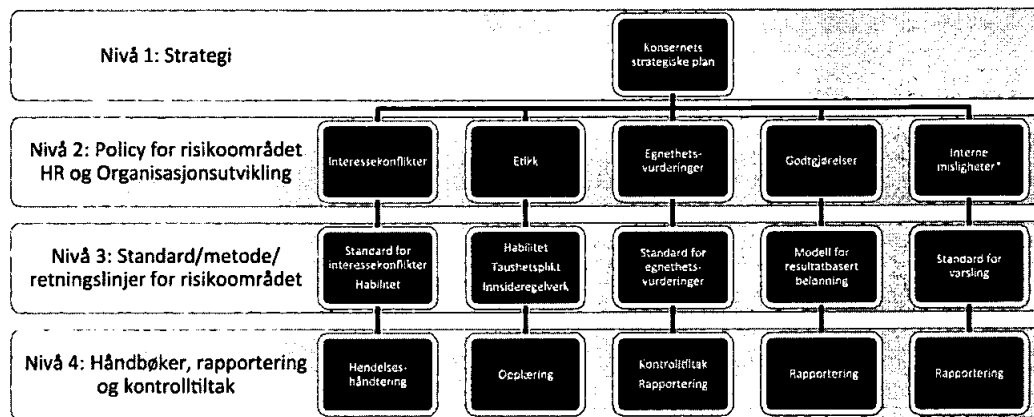 Nivå 1: Strategi
Konsernets
strategiske plan
Nivå 2: Policy for risikoområdet
HR og Organisasjonsutvikling
Interessekonflikter
Etikk
Egnethets-
vurderinger
Godtgjørelser
Interne
misligheter*
Nivå 3: Standard/metode/
retningslinjer for risikoområdet
Standard for
interessekonflikter
Habilitet
Habilitet
Taushetsplikt
Innsideregelverk
Standard for
egnethets-
vurderinger
Modell for
resultatbasert
belønning
Standard for
varsling
Nivå 4: Håndbøker, rapportering
og kontrolltiltak
Hendelses-
håndtering
Opplæring
Kontrolltiltak
Rapportering
Rapportering
Rapportering